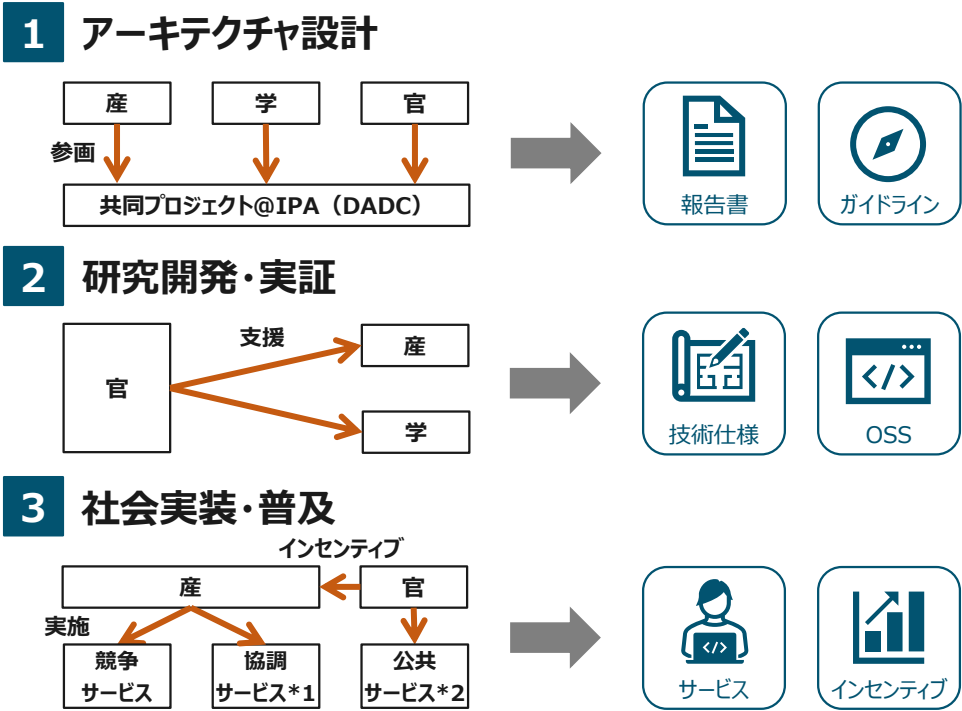 1 アーキテクチャ設計
産 学 官
参画
共同プロジェクト@IPA（DADC）
報告書 ガイドライン
2 研究開発･実証
支援
官
産
学
技術仕様 OSS
3 社会実装･普及
インセンティブ
産 官
実施
競争 協調 公共
サービス サービス*1 サービス*2
サービス インセンティブ